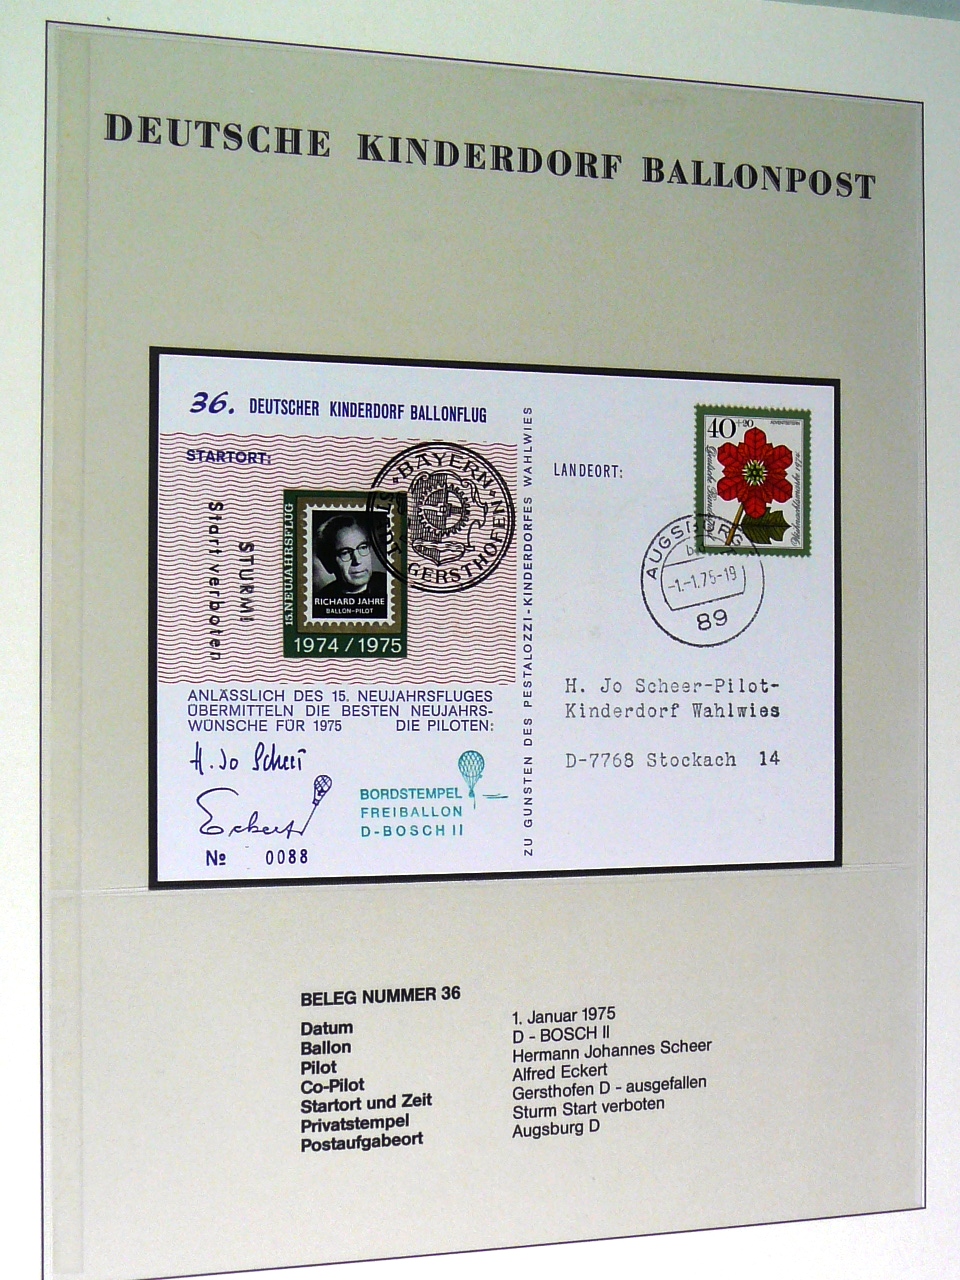 DEUTSCHE KINDERDORF BALLONPOST
36. DEUTSCHER KINDERDORF BALLONFLUG
STARTORT:
STURM!
Start verboten
15. NEUJAHRSFLUG
RICHARD JAHRE
BALLON-PILOT
1974/1975
BAYERN
GERSTHOFEN
ANLÄSSLICH DES 15. NEUJAHRSFLUGES
ÜBERMITTELN DIE BESTEN NEUJAHRS-
WÜNSCHE FÜR 1975 DIE PILOTEN:
H. Jo Scheer
Eckert
BORDSTEMPEL
FREIBALLON
D-BOSCH II
No 0088
ZU GUNSTEN DES PESTALOZZI-KINDERDORFES WAHLWIES
LANDEORT:
40+20
ADVENTSSTERN
Weihnachtsmarke 1974
-1.-1.75-19
89
H. Jo Scheer-Pilot-
Kinderdorf Wahlwies
D-7768 Stockach 14
BELEG NUMMER 36
Datum 1. Januar 1975
Ballon D - BOSCH II
Pilot Hermann Johannes Scheer
Co-Pilot Alfred Eckert
Startort und Zeit Gersthofen D - ausgefallen
Privatstempel Sturm Start verboten
Postaufgabeort Augsburg D